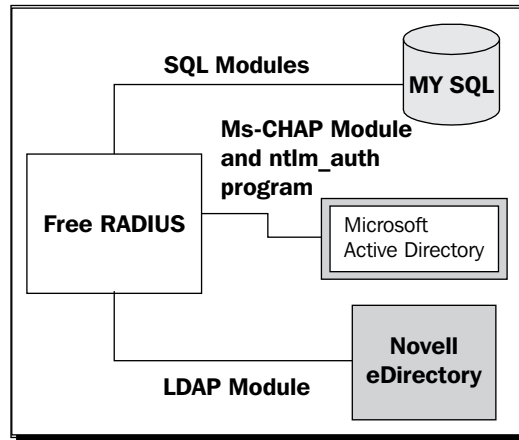 SQL Modules
MY SQL
Ms-CHAP Module
and ntlm_auth
program
Free RADIUS
Microsoft
Active Directory
Novell
eDirectory
LDAP Module